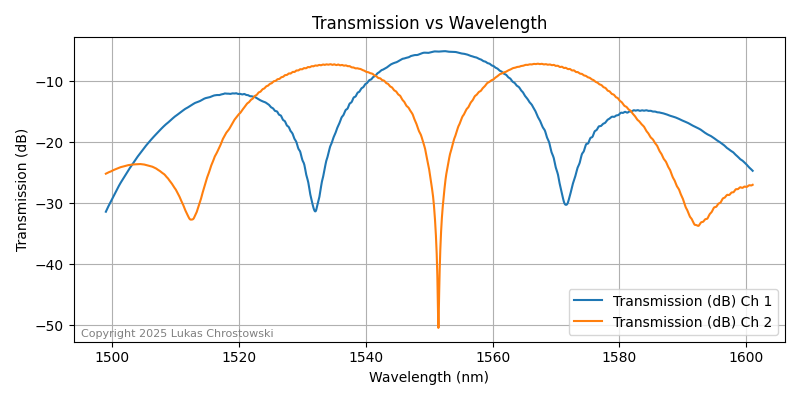 Transmission vs Wavelength
Transmission (dB)
−10
−20
−30
−40
−50
Transmission (dB) Ch 1
Transmission (dB) Ch 2
Copyright 2025 Lukas Chrostowski
1500 1520 1540 1560 1580 1600
Wavelength (nm)